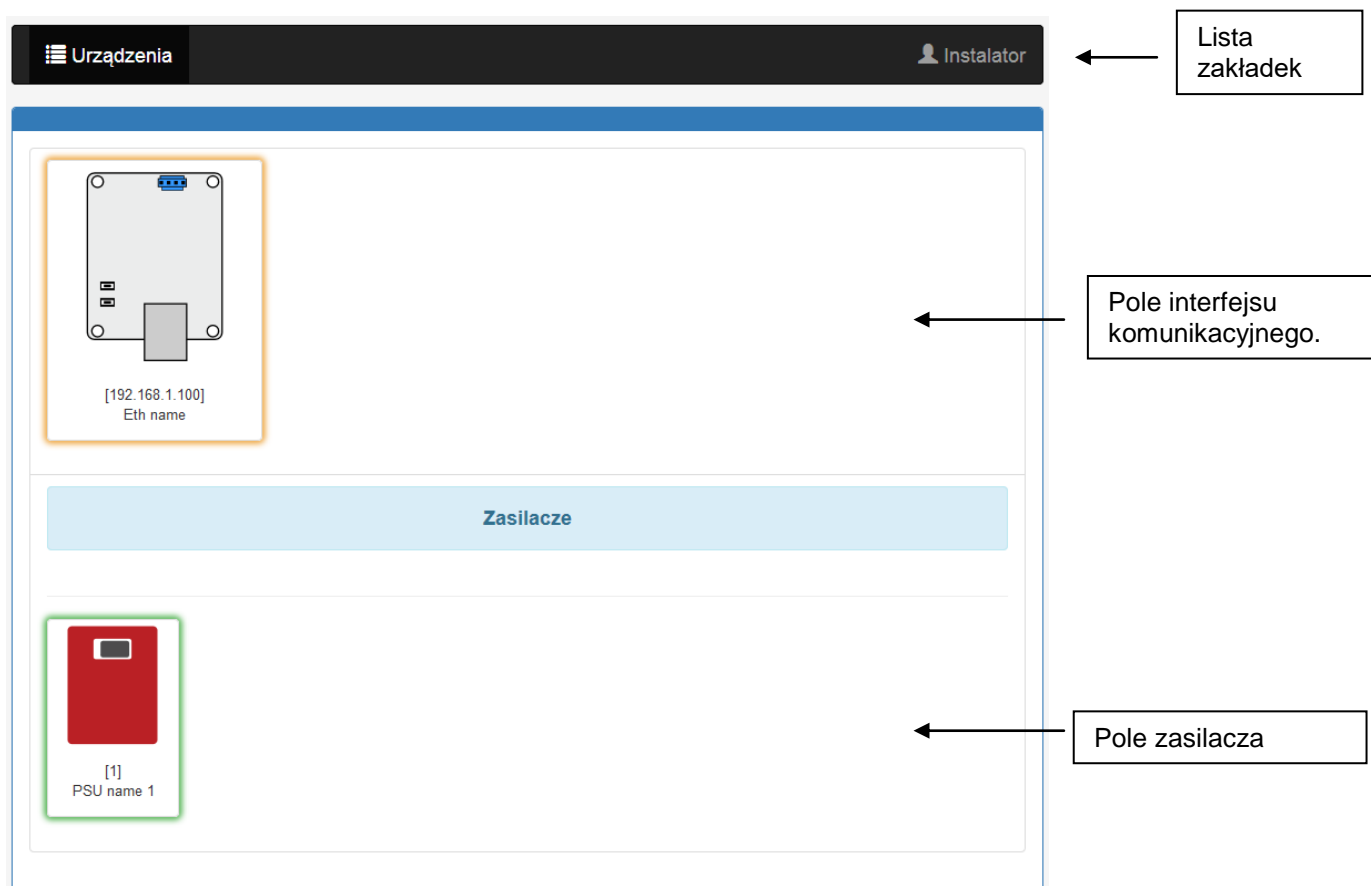 Urządzenia
Instalator
Lista
zakładek
[192.168.1.100]
Eth name
Pole interfejsu
komunikacyjnego.
Zasilacze
[1]
PSU name 1
Pole zasilacza